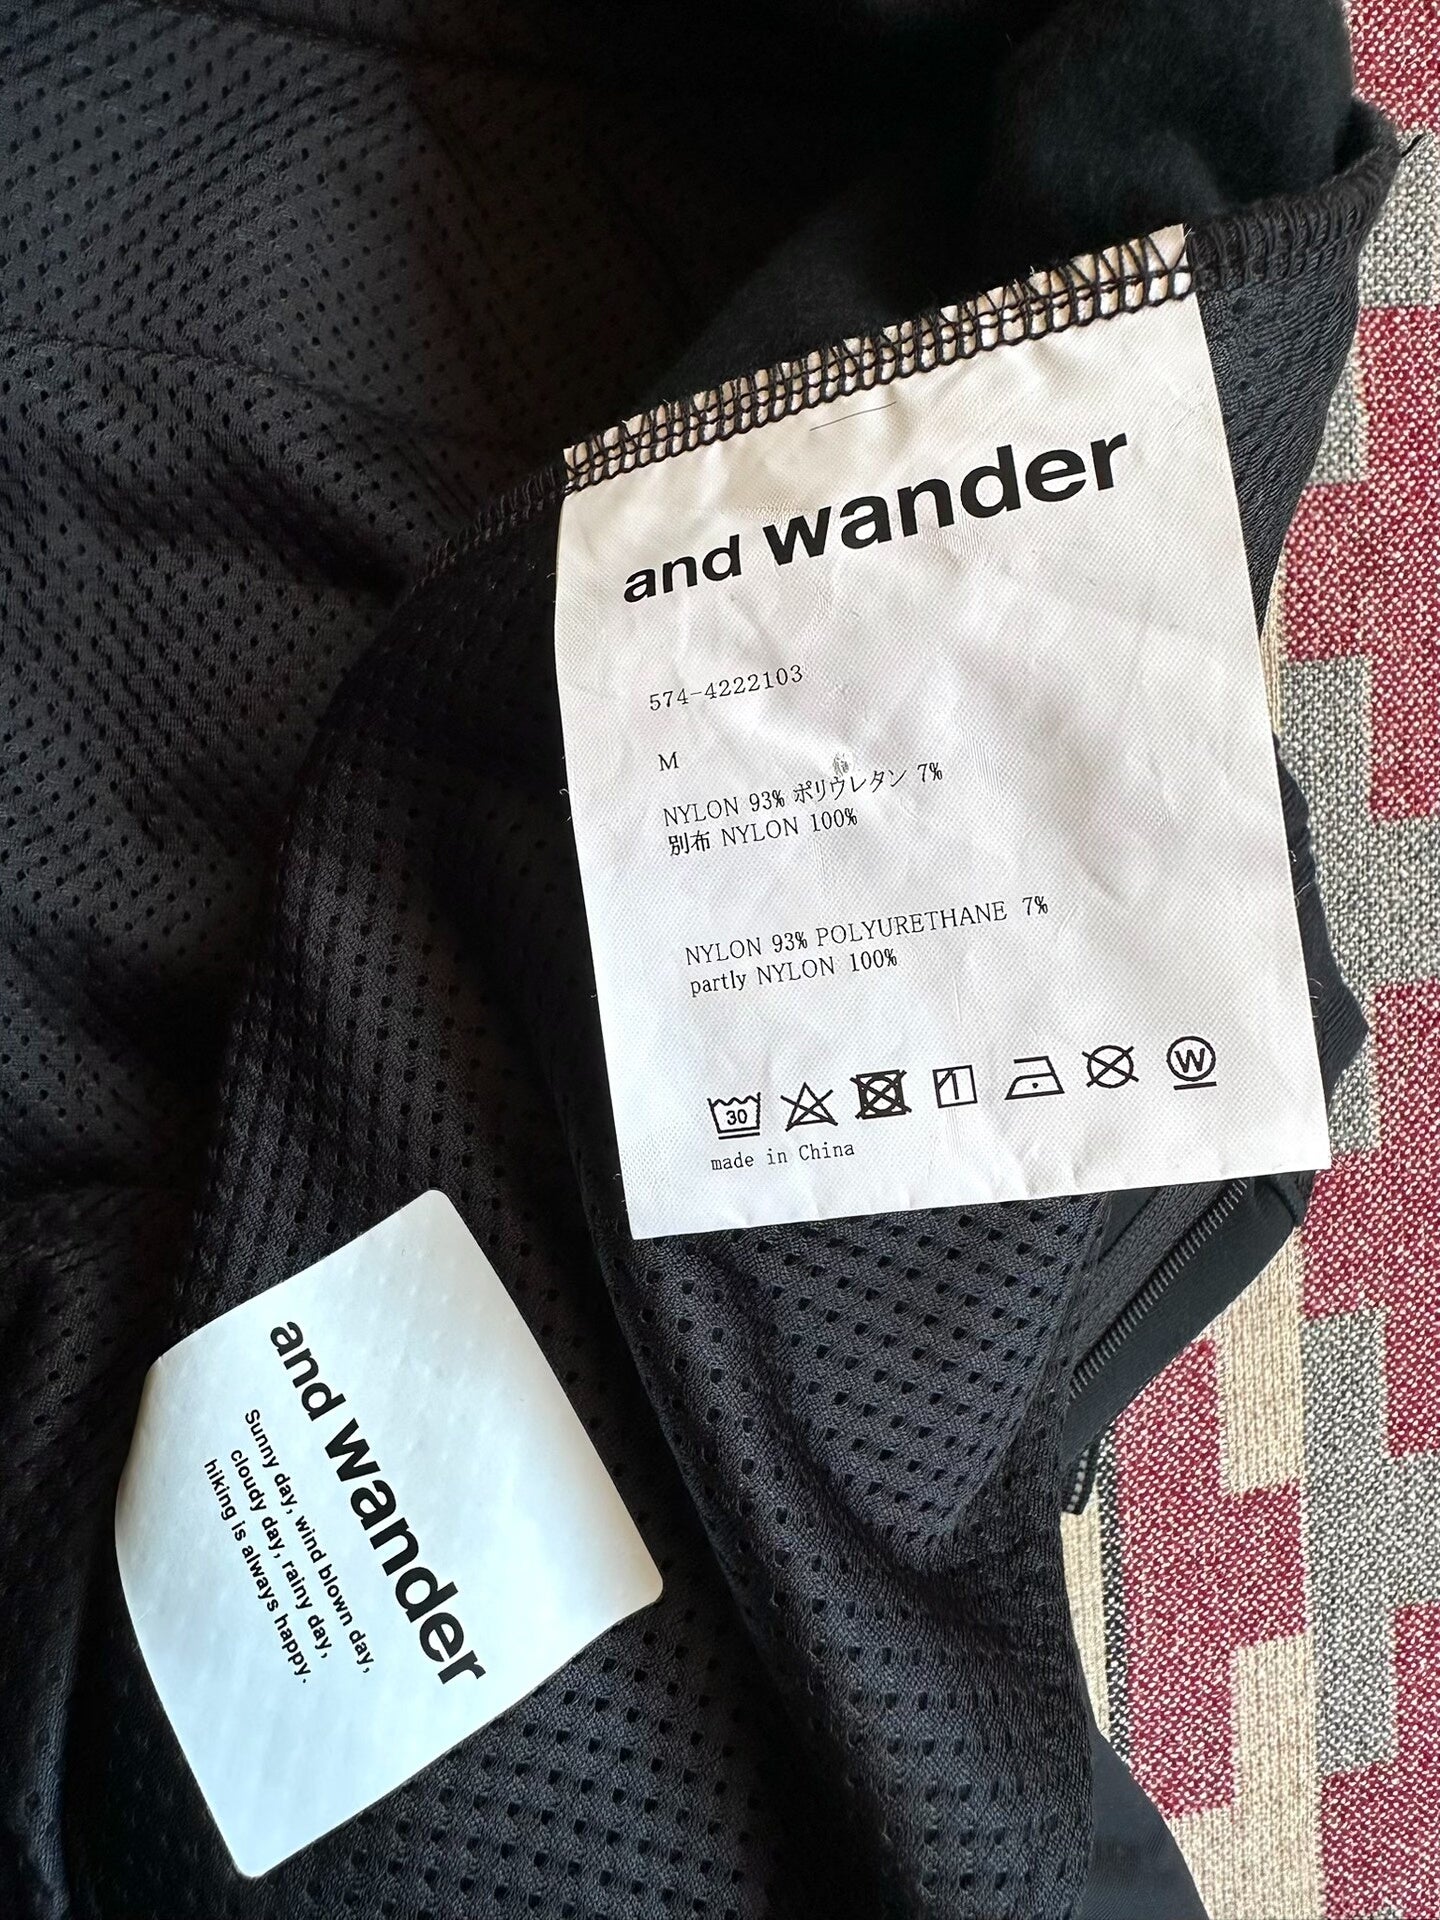 and wander
574-4222103
M
NYLON 93% ポリウレタン 7%
別布 NYLON 100%
NYLON 93% POLYURETHANE 7%
partly NYLON 100%
30
W
made in China
and wander
Sunny day, wind blown day,
cloudy day, rainy day,
hiking is always happy.